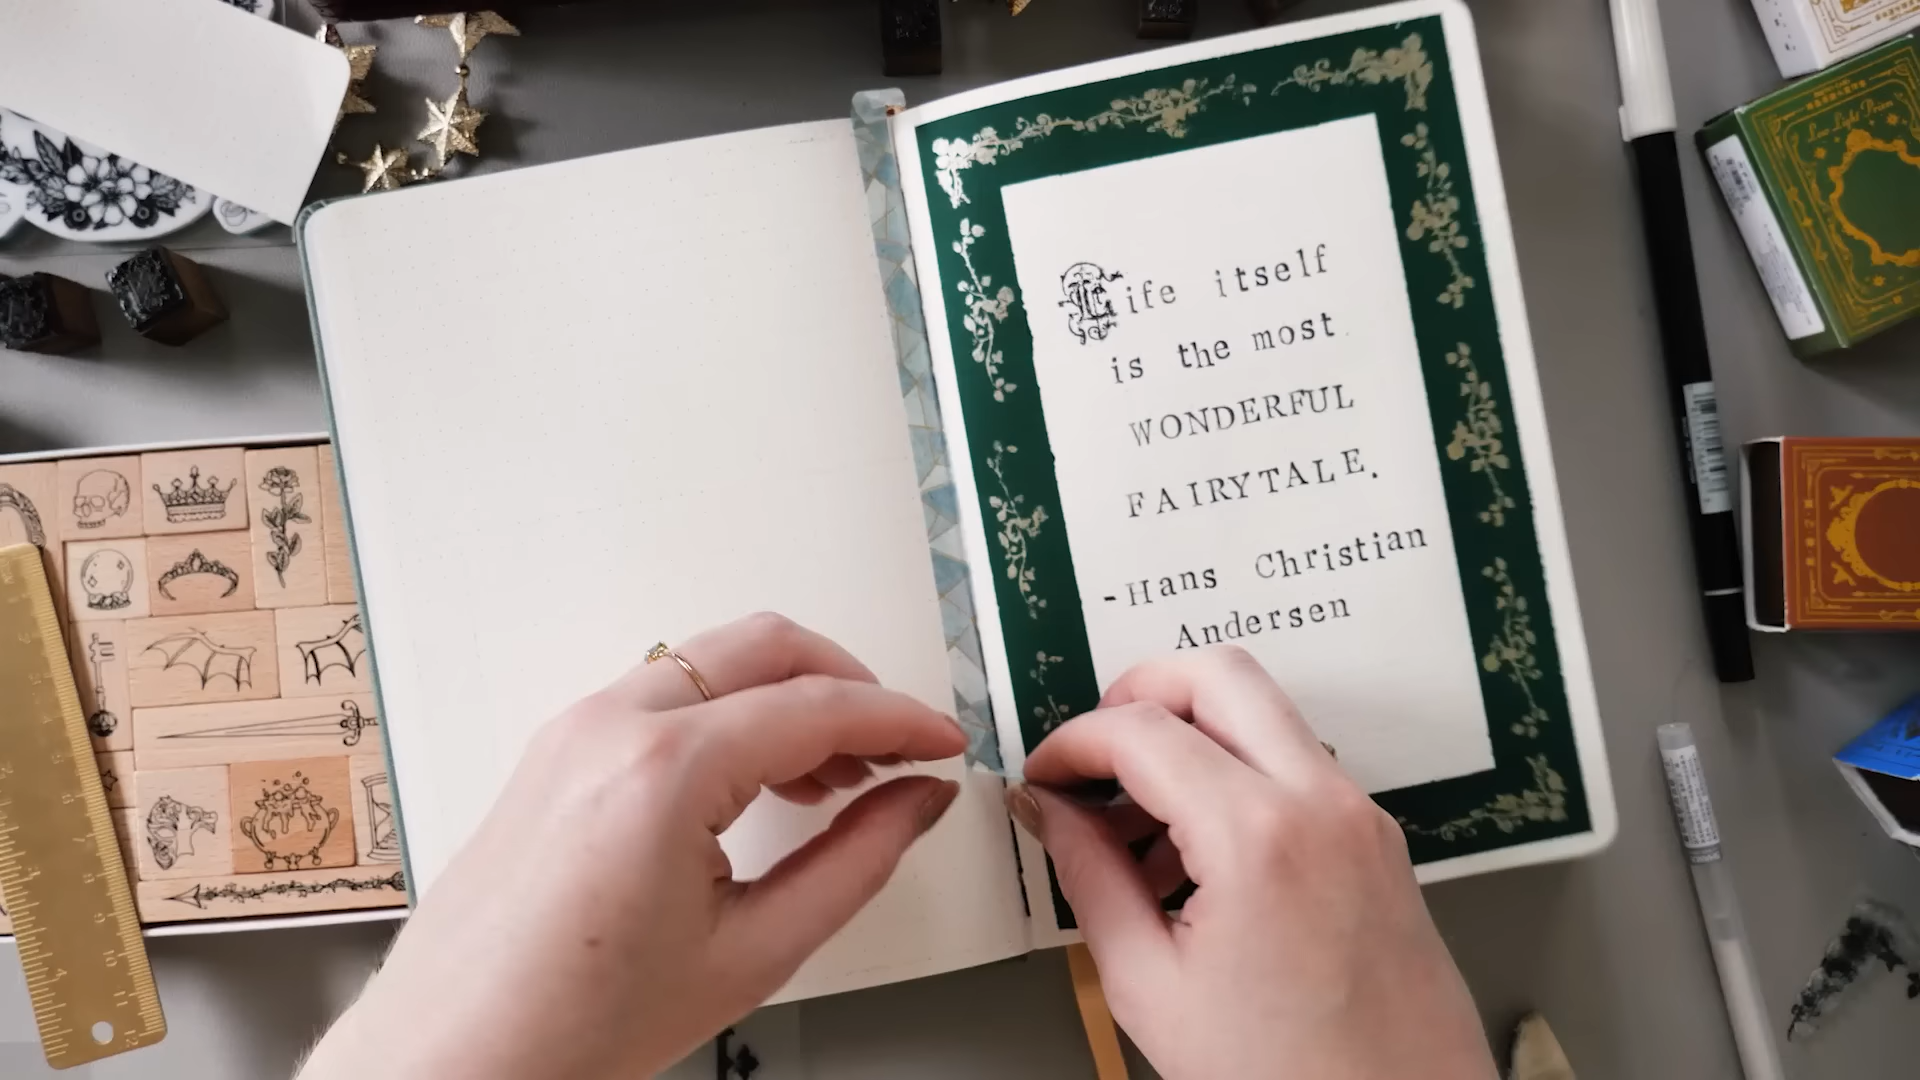 Life itself
is the most
WONDERFUL
FAIRYTALE.
-Hans Christian
Andersen